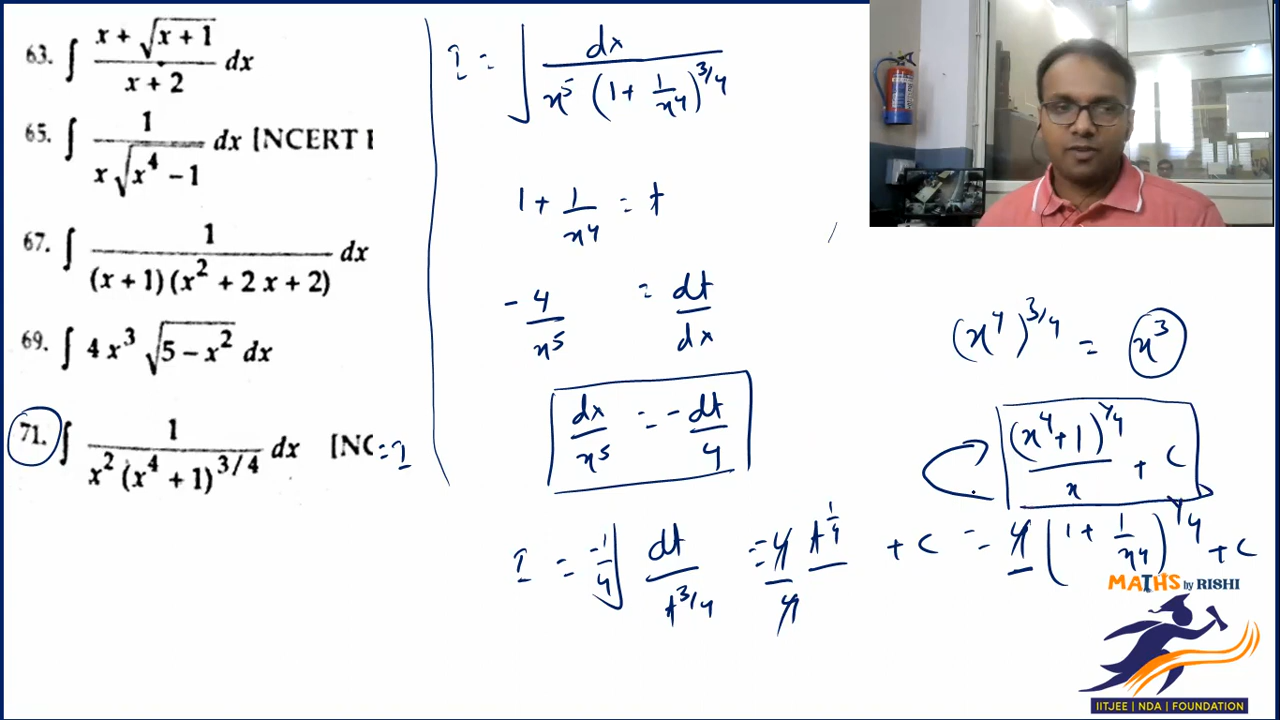 63. ∫ (x + √(x + 1))/(x + 2) dx
65. ∫ 1/(x√(x⁴ − 1)) dx [NCERT
67. ∫ 1/((x + 1)(x² + 2x + 2)) dx
69. ∫ 4x³ √(5 − x²) dx
71. ∫ 1/(x²(x⁴ + 1)^(3/4)) dx [NC = I
I = ∫ dx/(x⁵ (1 + 1/x⁴)^(3/4))
1 + 1/x⁴ = t
−4/x⁵ = dt/dx
dx/x⁵ = −dt/4
I = −1/4 ∫ dt/t^(3/4) = −4/4 t^(1/4) + C = −1 (1 + 1/x⁴)^(1/4) + C
(x⁴)^(3/4) = x³
(x⁴+1)^(1/4)/x + C
MATHS by RISHI
IITJEE | NDA | FOUNDATION